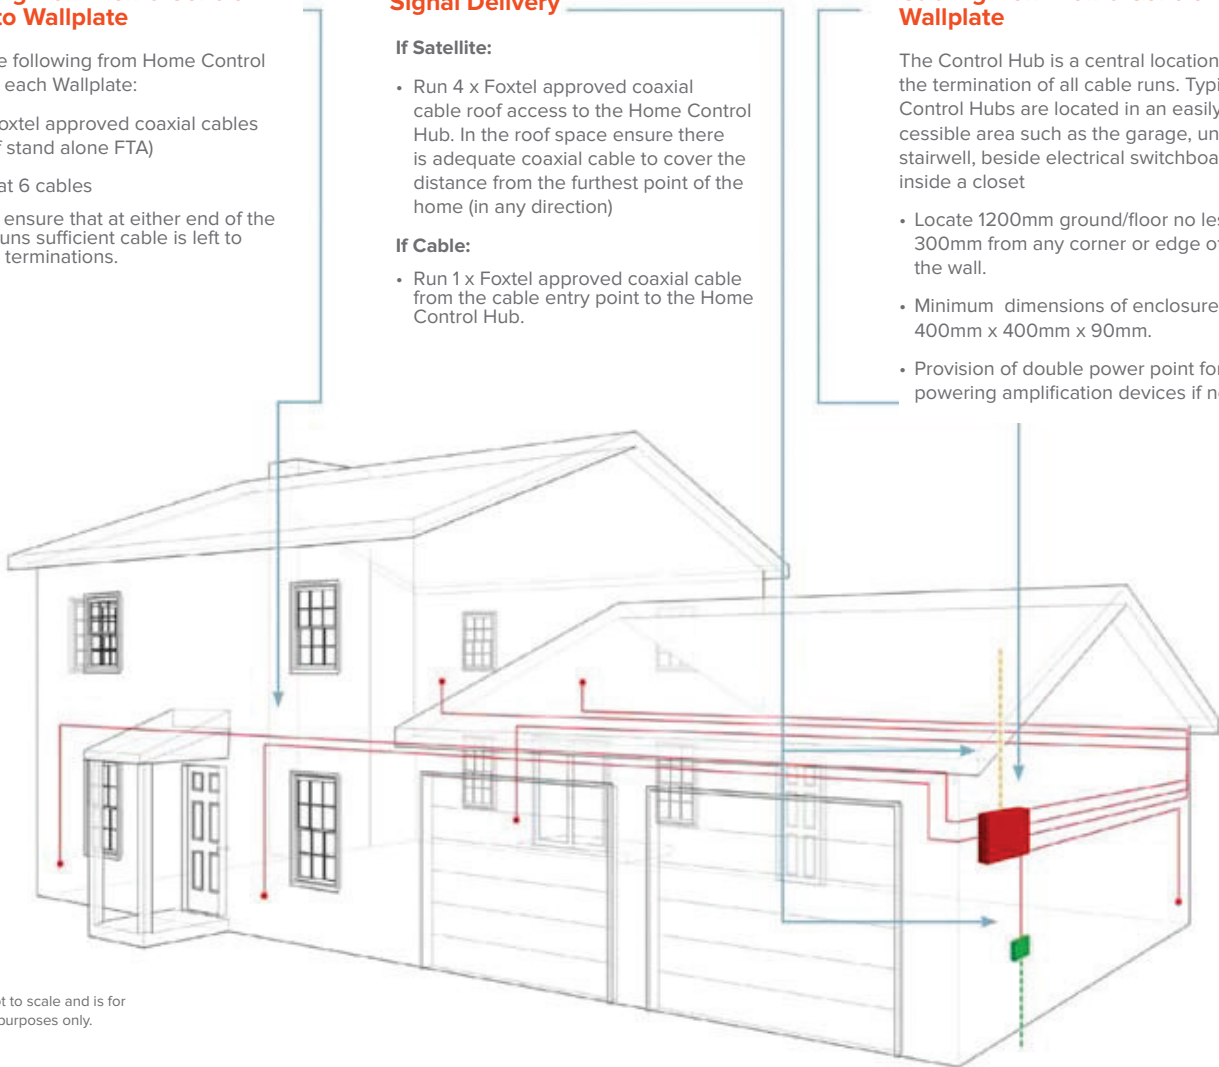 to Wallplate
following from Home Control
each Wallplate:
oxtel approved coaxial cables
stand alone FTA)
at 6 cables
ensure that at either end of the
uns sufficient cable is left to
terminations.
Signal Delivery
If Satellite:
• Run 4 x Foxtel approved coaxial
cable roof access to the Home Control
Hub. In the roof space ensure there
is adequate coaxial cable to cover the
distance from the furthest point of the
home (in any direction)
If Cable:
• Run 1 x Foxtel approved coaxial cable
from the cable entry point to the Home
Control Hub.
Wallplate
The Control Hub is a central location
the termination of all cable runs. Typi
Control Hubs are located in an easily
cessible area such as the garage, un
stairwell, beside electrical switchboa
inside a closet
• Locate 1200mm ground/floor no les
300mm from any corner or edge of
the wall.
• Minimum dimensions of enclosure
400mm x 400mm x 90mm.
• Provision of double power point for
powering amplification devices if n
t to scale and is for
purposes only.